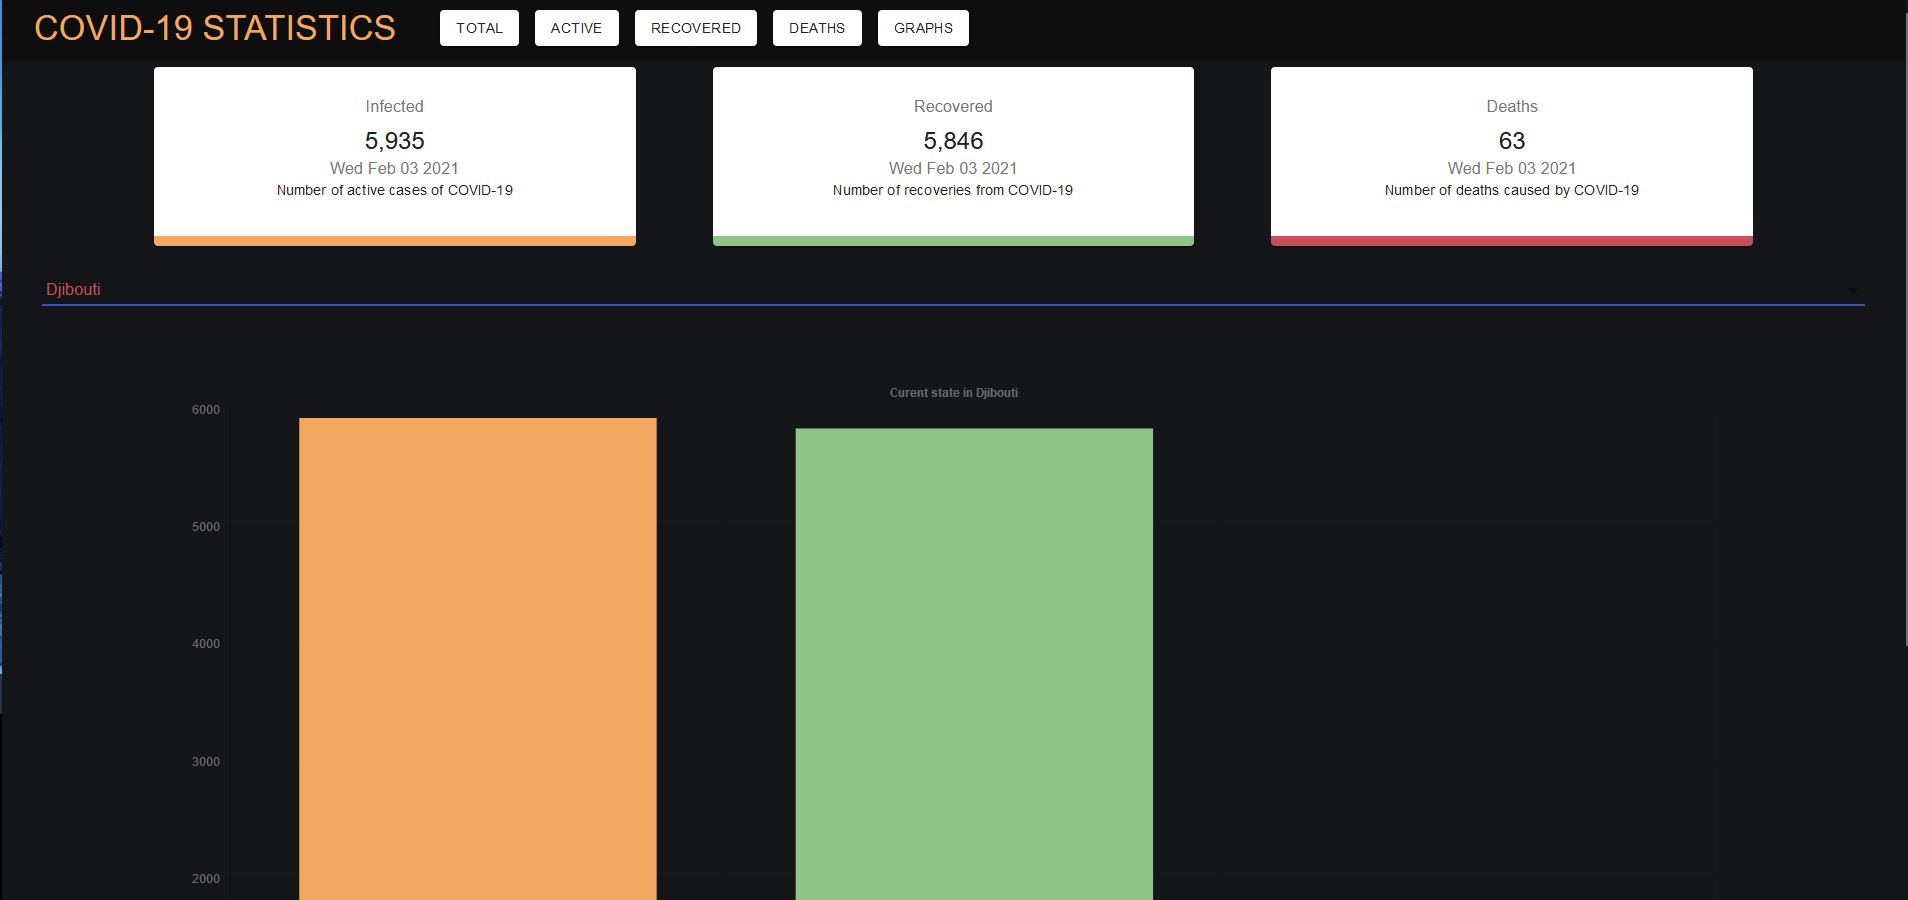 COVID-19 STATISTICS
TOTAL
ACTIVE
RECOVERED
DEATHS
GRAPHS
Infected
5,935
Wed Feb 03 2021
Number of active cases of COVID-19
Recovered
5,846
Wed Feb 03 2021
Number of recoveries from COVID-19
Deaths
63
Wed Feb 03 2021
Number of deaths caused by COVID-19
Djibouti
Curent state in Djibouti
6000
5000
4000
3000
2000